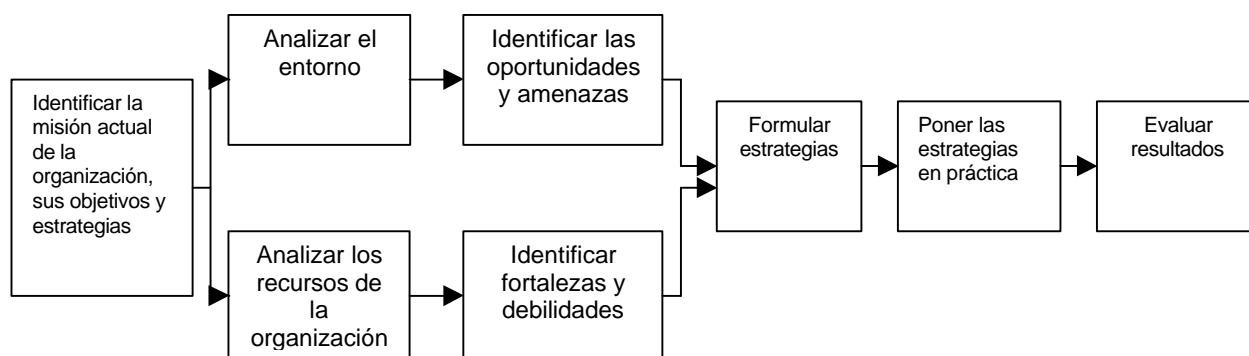 Identificar la
misión actual
de la
organización,
sus objetivos y
estrategias
Analizar el
entorno
Identificar las
oportunidades
y amenazas
Analizar los
recursos de
la
organización
Identificar
fortalezas y
debilidades
Formular
estrategias
Poner las
estrategias
en práctica
Evaluar
resultados